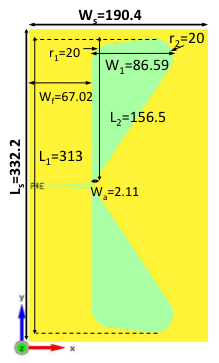 Wₛ=190.4
r₂=20
r₁=20
W₁=86.59
W_f=67.02
L₂=156.5
Lₛ=332.2
L₁=313
Wₐ=2.11
y
z
x